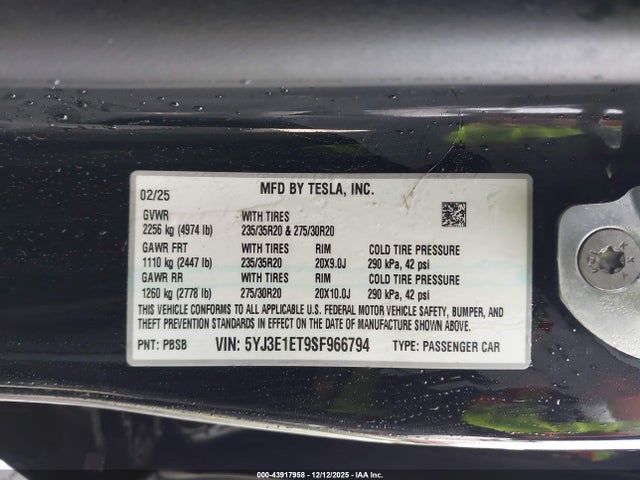 MFD BY TESLA, INC.
02/25
GVWR WITH TIRES
2256 kg (4974 lb) 235/35R20 & 275/30R20
GAWR FRT WITH TIRES RIM COLD TIRE PRESSURE
1110 kg (2447 lb) 235/35R20 20X9.0J 290 kPa, 42 psi
GAWR RR WITH TIRES RIM COLD TIRE PRESSURE
1260 kg (2778 lb) 275/30R20 20X10.0J 290 kPa, 42 psi
THIS VEHICLE CONFORMS TO ALL APPLICABLE U.S. FEDERAL MOTOR VEHICLE SAFETY, BUMPER, AND
THEFT PREVENTION STANDARDS IN EFFECT ON THE DATE OF MANUFACTURE SHOWN ABOVE.
PNT: PBSB VIN: 5YJ3E1ET9SF966794 TYPE: PASSENGER CAR
000-43917958 - 12/12/2025 - IAA Inc.